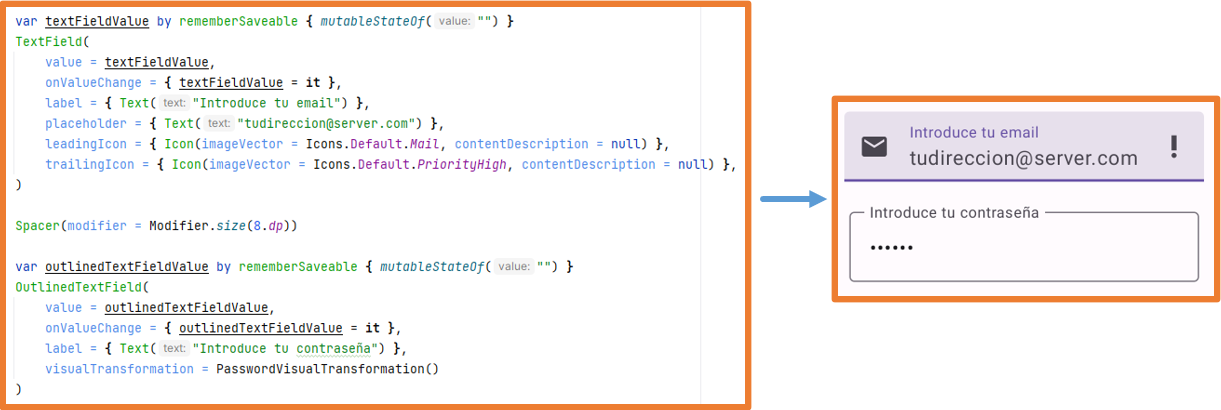 var textFieldValue by rememberSaveable { mutableStateOf( value: "") }
TextField(
    value = textFieldValue,
    onValueChange = { textFieldValue = it },
    label = { Text( text: "Introduce tu email") },
    placeholder = { Text( text: "tudireccion@server.com") },
    leadingIcon = { Icon(imageVector = Icons.Default.Mail, contentDescription = null) },
    trailingIcon = { Icon(imageVector = Icons.Default.PriorityHigh, contentDescription = null) },
)
Spacer(modifier = Modifier.size(8.dp))
var outlinedTextFieldValue by rememberSaveable { mutableStateOf( value: "") }
OutlinedTextField(
    value = outlinedTextFieldValue,
    onValueChange = { outlinedTextFieldValue = it },
    label = { Text( text: "Introduce tu contraseña") },
    visualTransformation = PasswordVisualTransformation()
)
Introduce tu email
tudireccion@server.com
Introduce tu contraseña
••••••